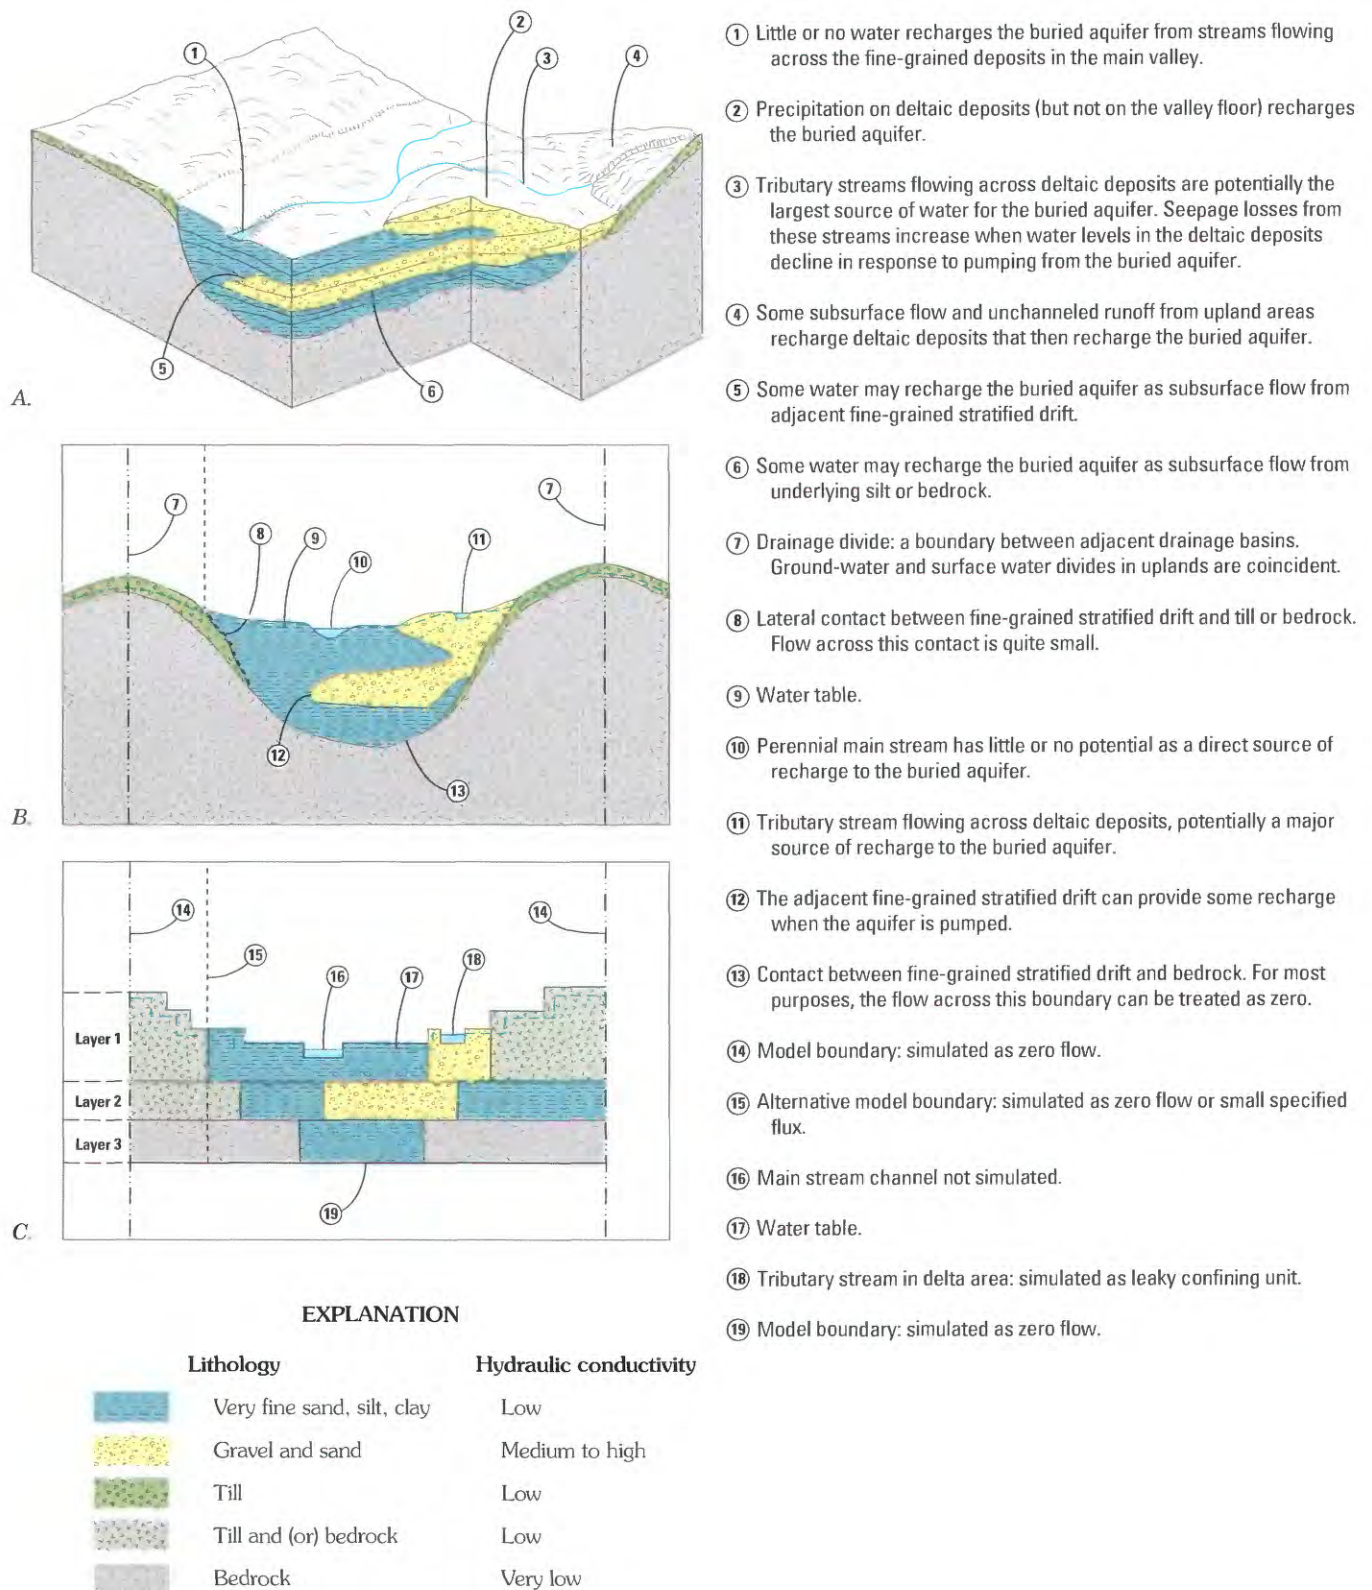 ① Little or no water recharges the buried aquifer from streams flowing
across the fine-grained deposits in the main valley.
② Precipitation on deltaic deposits (but not on the valley floor) recharges
the buried aquifer.
③ Tributary streams flowing across deltaic deposits are potentially the
largest source of water for the buried aquifer. Seepage losses from
these streams increase when water levels in the deltaic deposits
decline in response to pumping from the buried aquifer.
④ Some subsurface flow and unchanneled runoff from upland areas
recharge deltaic deposits that then recharge the buried aquifer.
⑤ Some water may recharge the buried aquifer as subsurface flow from
adjacent fine-grained stratified drift.
⑥ Some water may recharge the buried aquifer as subsurface flow from
underlying silt or bedrock.
⑦ Drainage divide: a boundary between adjacent drainage basins.
Ground-water and surface water divides in uplands are coincident.
⑧ Lateral contact between fine-grained stratified drift and till or bedrock.
Flow across this contact is quite small.
⑨ Water table.
⑩ Perennial main stream has little or no potential as a direct source of
recharge to the buried aquifer.
⑪ Tributary stream flowing across deltaic deposits, potentially a major
source of recharge to the buried aquifer.
⑫ The adjacent fine-grained stratified drift can provide some recharge
when the aquifer is pumped.
⑬ Contact between fine-grained stratified drift and bedrock. For most
purposes, the flow across this boundary can be treated as zero.
⑭ Model boundary: simulated as zero flow.
⑮ Alternative model boundary: simulated as zero flow or small specified
flux.
⑯ Main stream channel not simulated.
⑰ Water table.
⑱ Tributary stream in delta area: simulated as leaky confining unit.
⑲ Model boundary: simulated as zero flow.
① ② ③ ④
⑤ ⑥
A.
⑦ ⑧ ⑨ ⑩ ⑪ ⑦
⑫ ⑬
B.
⑭ ⑮ ⑯ ⑰ ⑱ ⑭
Layer 1
Layer 2
Layer 3
⑲
C.
EXPLANATION
Lithology Hydraulic conductivity
Very fine sand, silt, clay Low
Gravel and sand Medium to high
Till Low
Till and (or) bedrock Low
Bedrock Very low